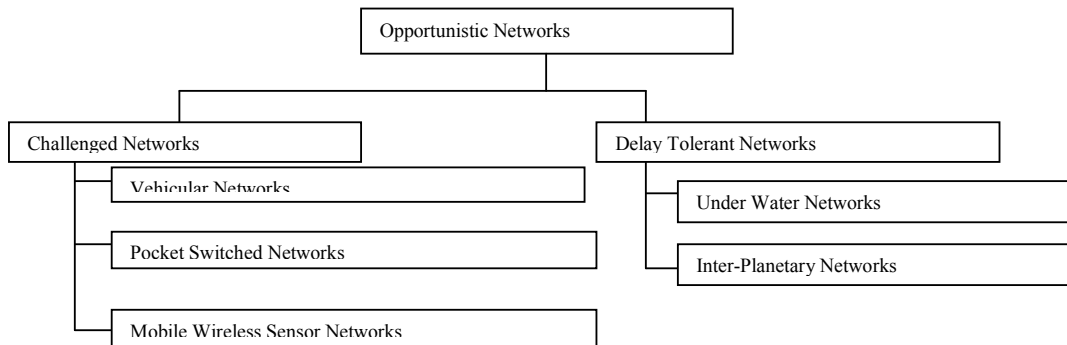 Opportunistic Networks
Challenged Networks
Delay Tolerant Networks
Vehicular Networks
Under Water Networks
Pocket Switched Networks
Inter-Planetary Networks
Mobile Wireless Sensor Networks